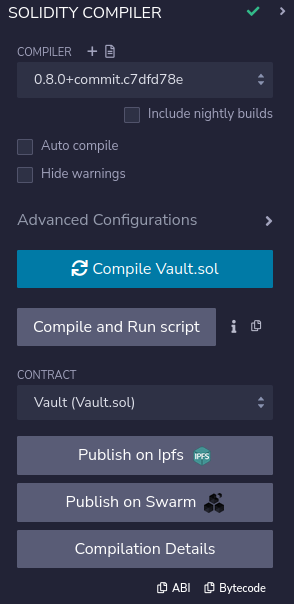 SOLIDITY COMPILER
COMPILER
0.8.0+commit.c7dfd78e
Include nightly builds
Auto compile
Hide warnings
Advanced Configurations
Compile Vault.sol
Compile and Run script
CONTRACT
Vault (Vault.sol)
Publish on Ipfs IPFS
Publish on Swarm
Compilation Details
ABI Bytecode